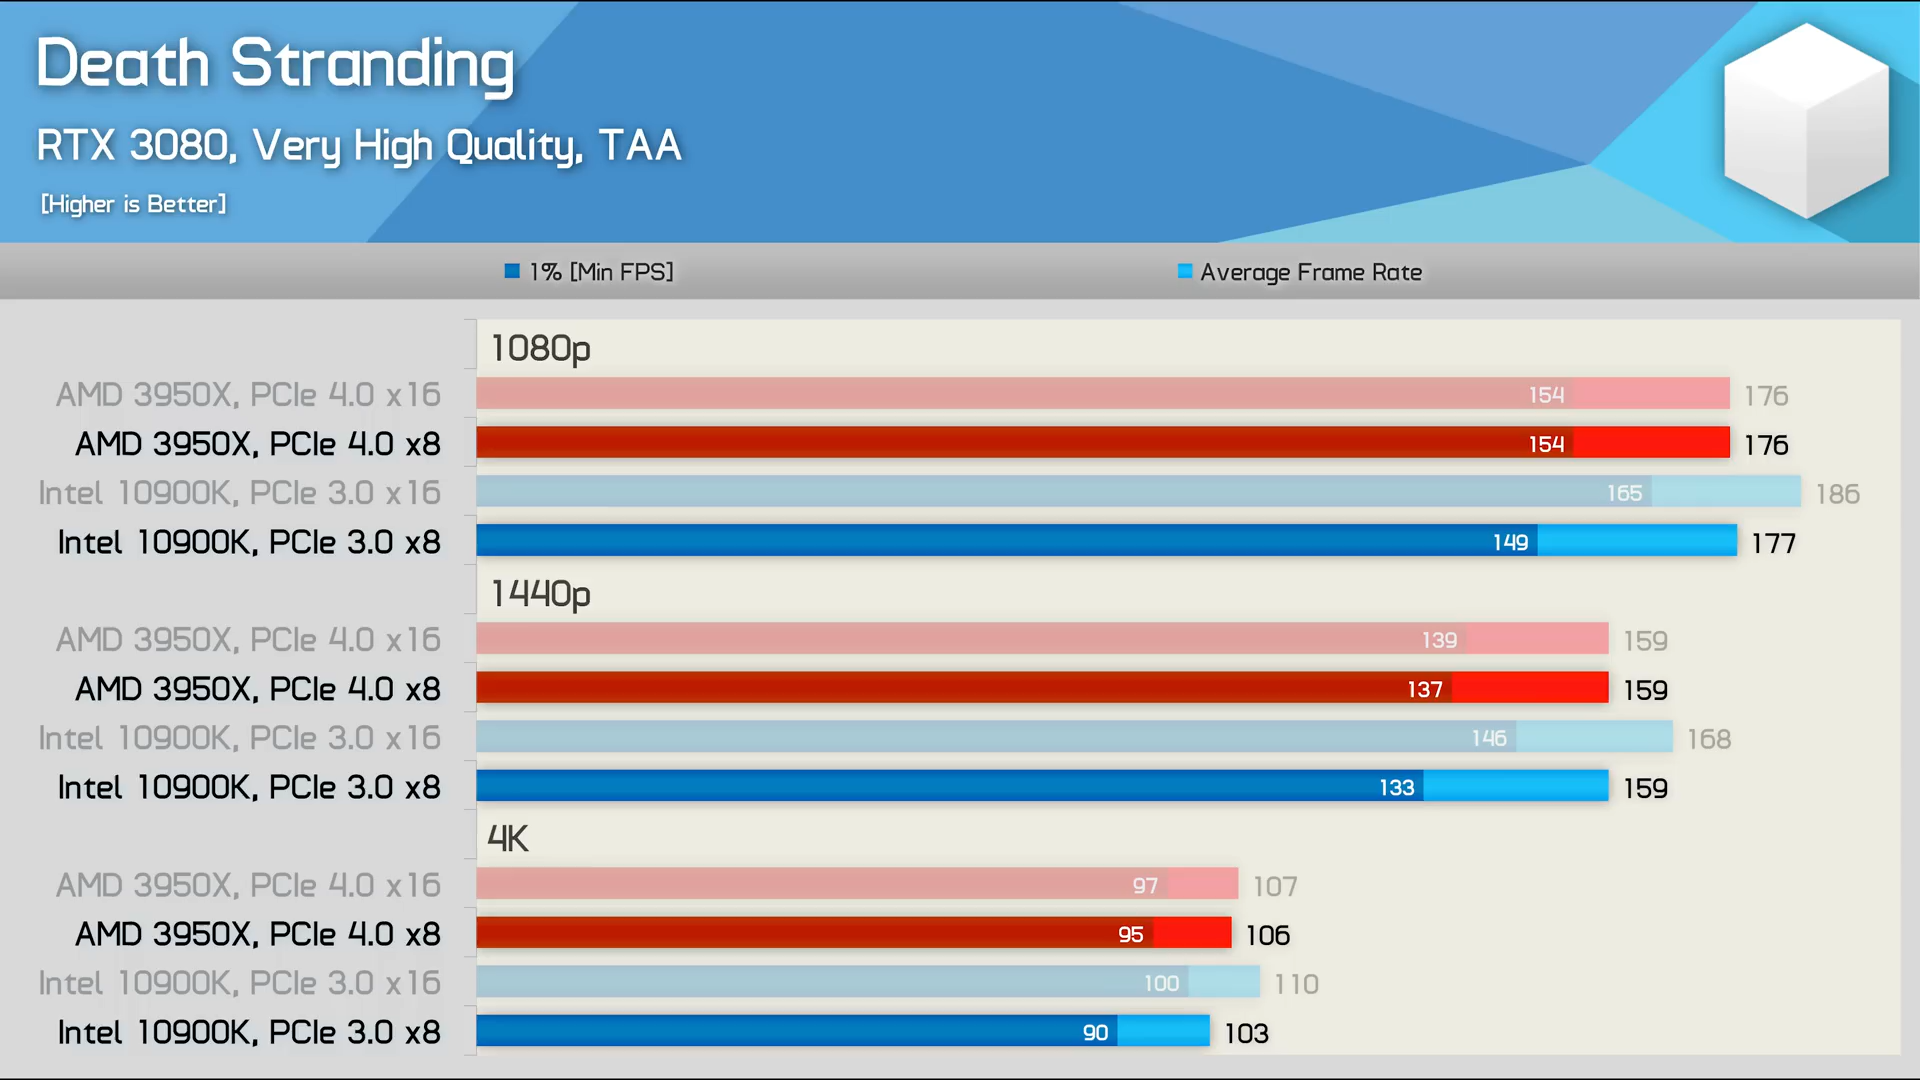 Death Stranding
RTX 3080, Very High Quality, TAA
[Higher is Better]
1% [Min FPS]
Average Frame Rate
1080p
AMD 3950X, PCIe 4.0 x16 154 176
AMD 3950X, PCIe 4.0 x8 154 176
Intel 10900K, PCIe 3.0 x16 165 186
Intel 10900K, PCIe 3.0 x8 149 177
1440p
AMD 3950X, PCIe 4.0 x16 139 159
AMD 3950X, PCIe 4.0 x8 137 159
Intel 10900K, PCIe 3.0 x16 146 168
Intel 10900K, PCIe 3.0 x8 133 159
4K
AMD 3950X, PCIe 4.0 x16 97 107
AMD 3950X, PCIe 4.0 x8 95 106
Intel 10900K, PCIe 3.0 x16 100 110
Intel 10900K, PCIe 3.0 x8 90 103